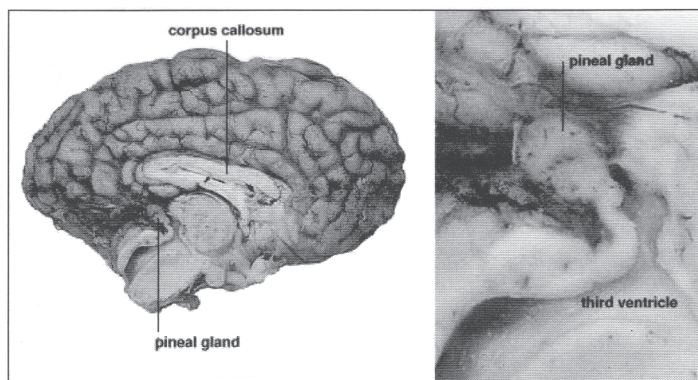 corpus callosum
pineal gland
pineal gland
third ventricle